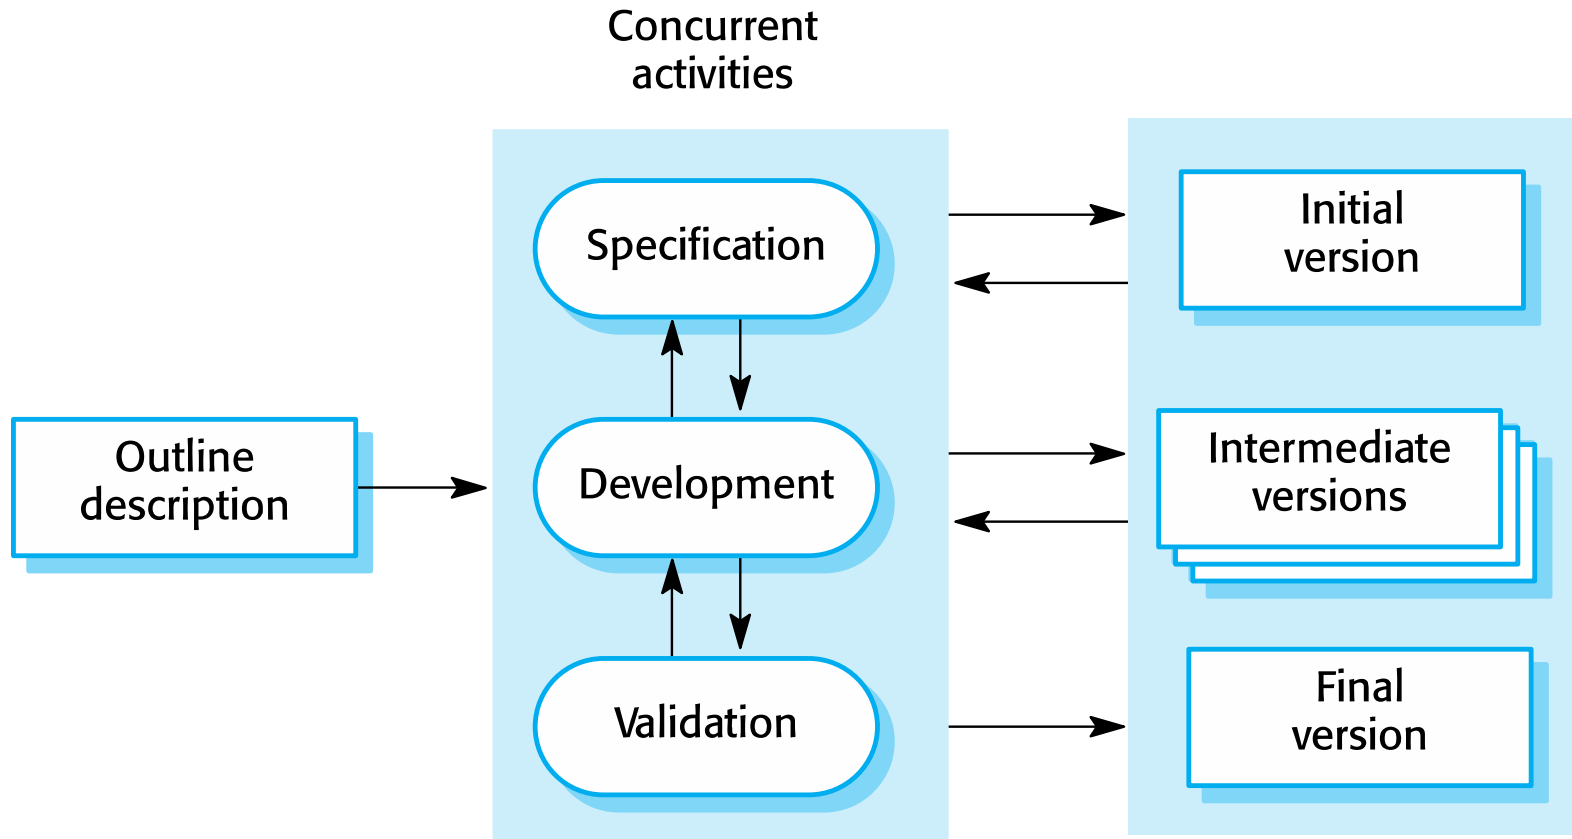 Concurrent
activities
Specification
Initial
version
Outline
description
Development
Intermediate
versions
Validation
Final
version